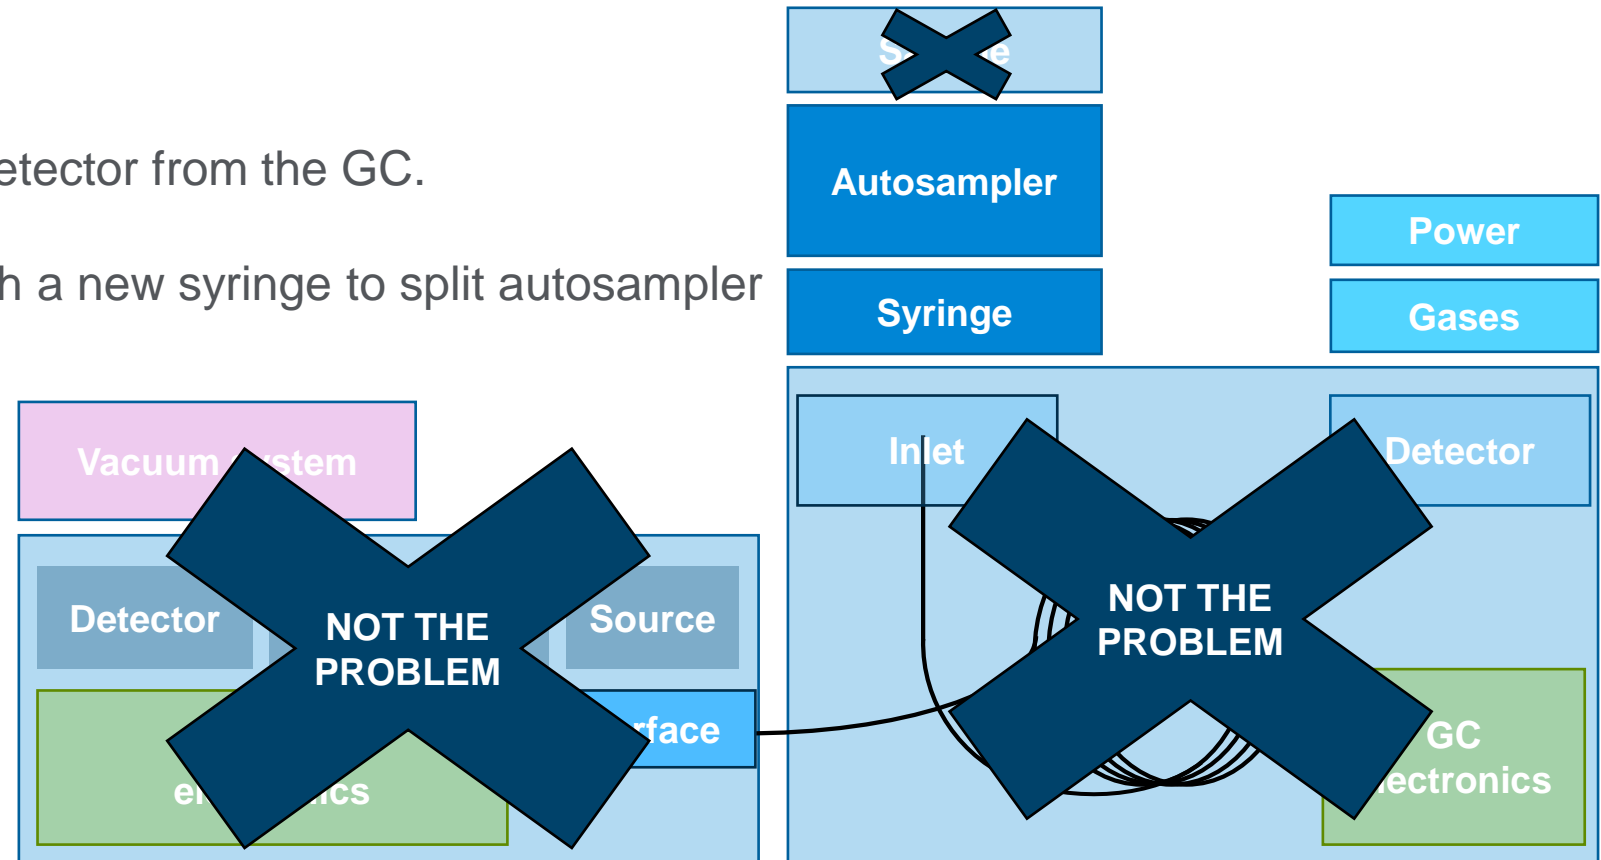 etector from the GC.
h a new syringe to split autosampler
Autosampler
Syringe
Power
Gases
Inlet
Detector
Vacuum
Detector
Source
NOT THE
PROBLEM
NOT THE
PROBLEM
GC